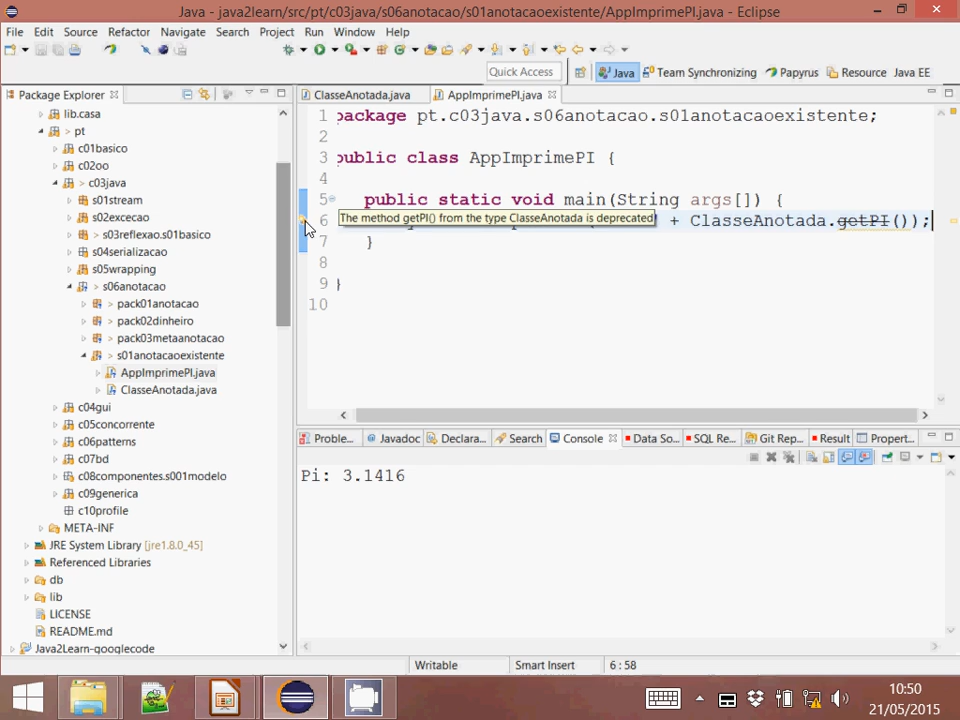 Java - java2learn/src/pt/c03java/s06anotacao/s01anotacaoexistente/AppImprimePI.java - Eclipse
File Edit Source Refactor Navigate Search Project Run Window Help
Quick Access Java Team Synchronizing Papyrus Resource Java EE
Package Explorer
lib.casa
> pt
c01basico
c02oo
> c03java
s01stream
s02excecao
> s03reflexao.s01basico
s04serializacao
s05wrapping
> s06anotacao
> pack01anotacao
> pack02dinheiro
> pack03metaanotacao
> s01anotacaoexistente
AppImprimePI.java
ClasseAnotada.java
c04gui
c05concorrente
c06patterns
c07bd
c08componentes.s001modelo
c09generica
c10profile
META-INF
JRE System Library [jre1.8.0_45]
Referenced Libraries
db
lib
LICENSE
README.md
Java2Learn-googlecode
ClasseAnotada.java AppImprimePI.java
1 package pt.c03java.s06anotacao.s01anotacaoexistente;
2
3 public class AppImprimePI {
4
5 public static void main(String args[]) {
The method getPI() from the type ClasseAnotada is deprecated
6 + ClasseAnotada.getPI());
7 }
8
9 }
10
Proble... Javadoc Declara... Search Console Data So... SQL Re... Git Rep... Result Propert...
Pi: 3.1416
Writable Smart Insert 6 : 58
10:50
21/05/2015